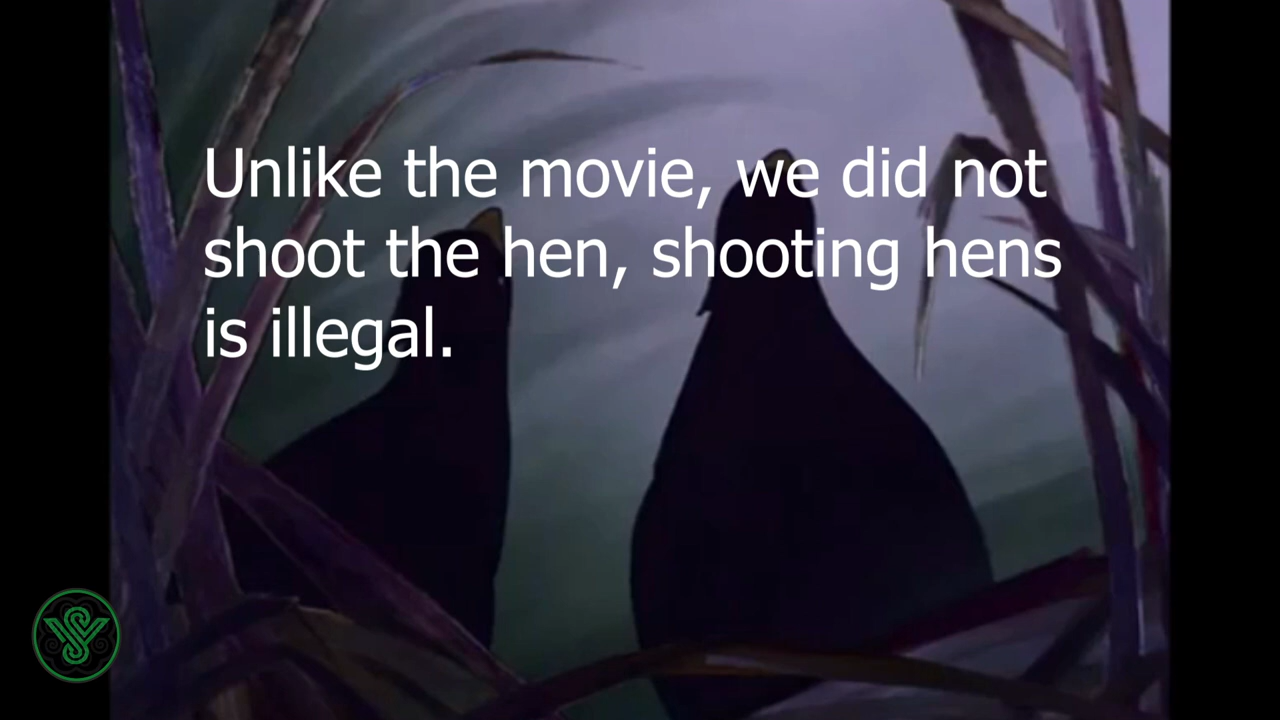 Unlike the movie, we did not
shoot the hen, shooting hens
is illegal.